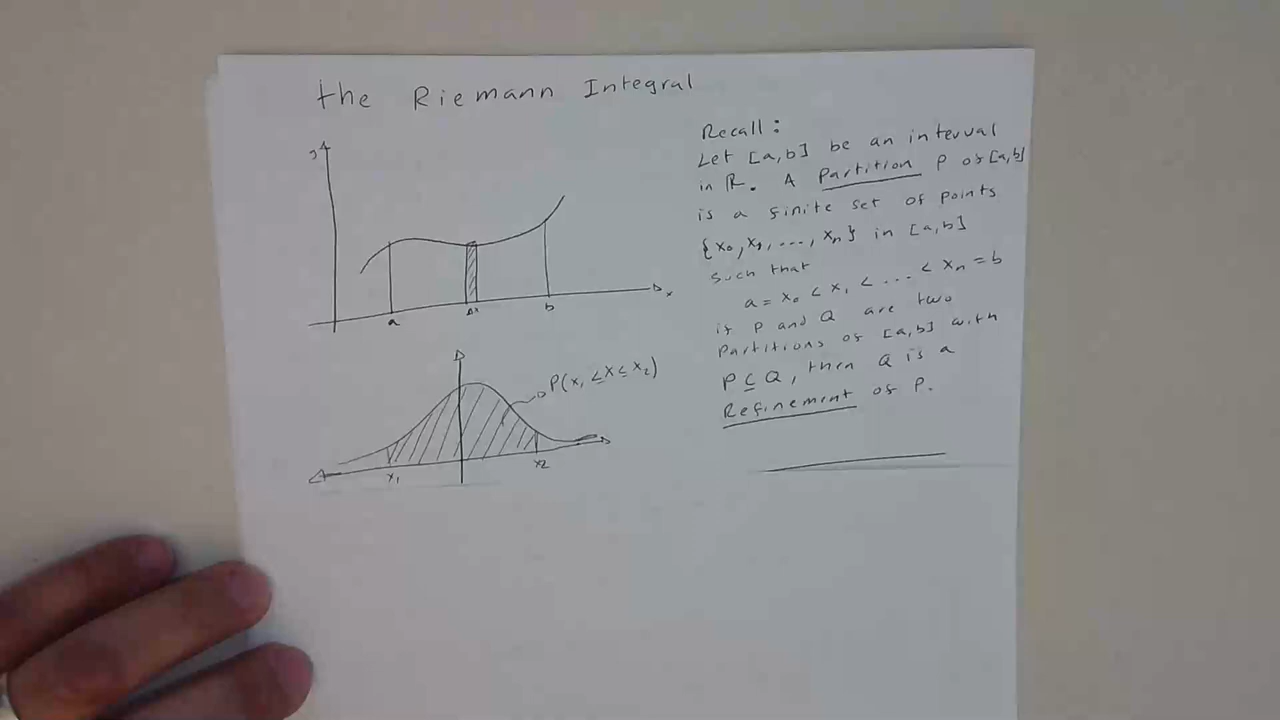 the Riemann Integral
y
a
Δx
b
x
P(x₁ ≤ X ≤ x₂)
x₁
x₂
Recall:
Let [a,b] be an interval
in R. A Partition P of [a,b]
is a finite set of points
{x₀, x₁, ..., xₙ} in [a,b]
such that
a = x₀ < x₁ < ... < xₙ = b
if P and Q are two
Partitions of [a,b] with
P ⊆ Q, then Q is a
Refinement of P.